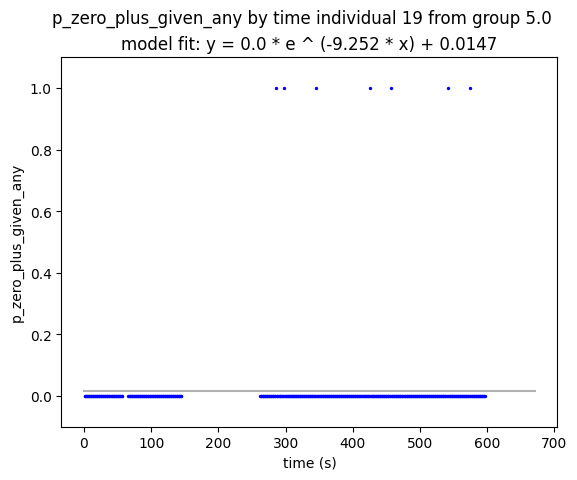 p_zero_plus_given_any by time individual 19 from group 5.0
model fit: y = 0.0 * e ^ (-9.252 * x) + 0.0147
1.0
0.8
0.6
0.4
0.2
0.0
p_zero_plus_given_any
0 100 200 300 400 500 600 700
time (s)